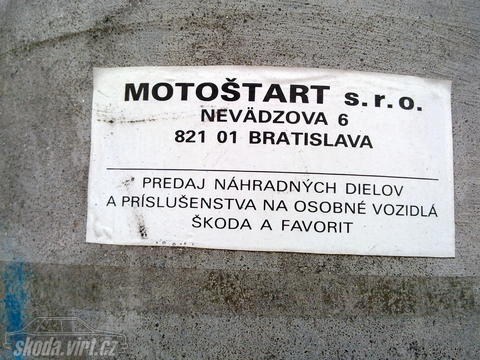 MOTOŠTART s.r.o.
NEVÄDZOVA 6
821 01 BRATISLAVA
PREDAJ NÁHRADNÝCH DIELOV
A PRÍSLUŠENSTVA NA OSOBNÉ VOZIDLÁ
ŠKODA A FAVORIT
skoda.virt.cz